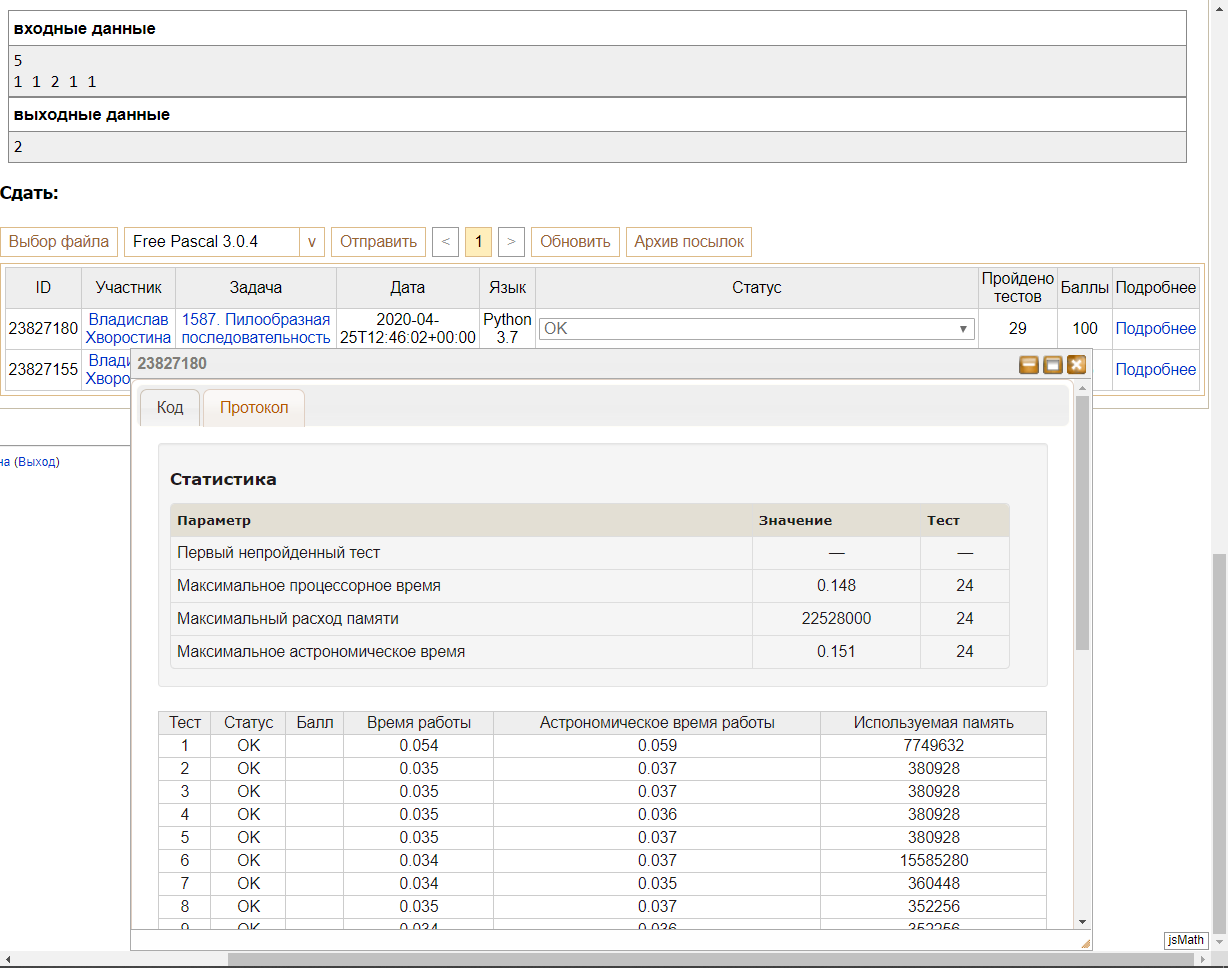 входные данные
5
1 1 2 1 1
выходные данные
2
Сдать:
Выбор файла Free Pascal 3.0.4 v Отправить < 1 > Обновить Архив посылок
ID Участник Задача Дата Язык Статус Пройдено тестов Баллы Подробнее
23827180 Владислав Хворостина 1587. Пилообразная последовательность 2020-04-25T12:46:02+00:00 Python 3.7 OK 29 100 Подробнее
23827155 Влади Хворо Подробнее
23827180
Код Протокол
на (Выход)
Статистика
Параметр Значение Тест
Первый непройденный тест — —
Максимальное процессорное время 0.148 24
Максимальный расход памяти 22528000 24
Максимальное астрономическое время 0.151 24
Тест Статус Балл Время работы Астрономическое время работы Используемая память
1 OK 0.054 0.059 7749632
2 OK 0.035 0.037 380928
3 OK 0.035 0.037 380928
4 OK 0.035 0.036 380928
5 OK 0.035 0.037 380928
6 OK 0.034 0.037 15585280
7 OK 0.034 0.035 360448
8 OK 0.035 0.037 352256
9 OK 0.034 0.036 352256
jsMath